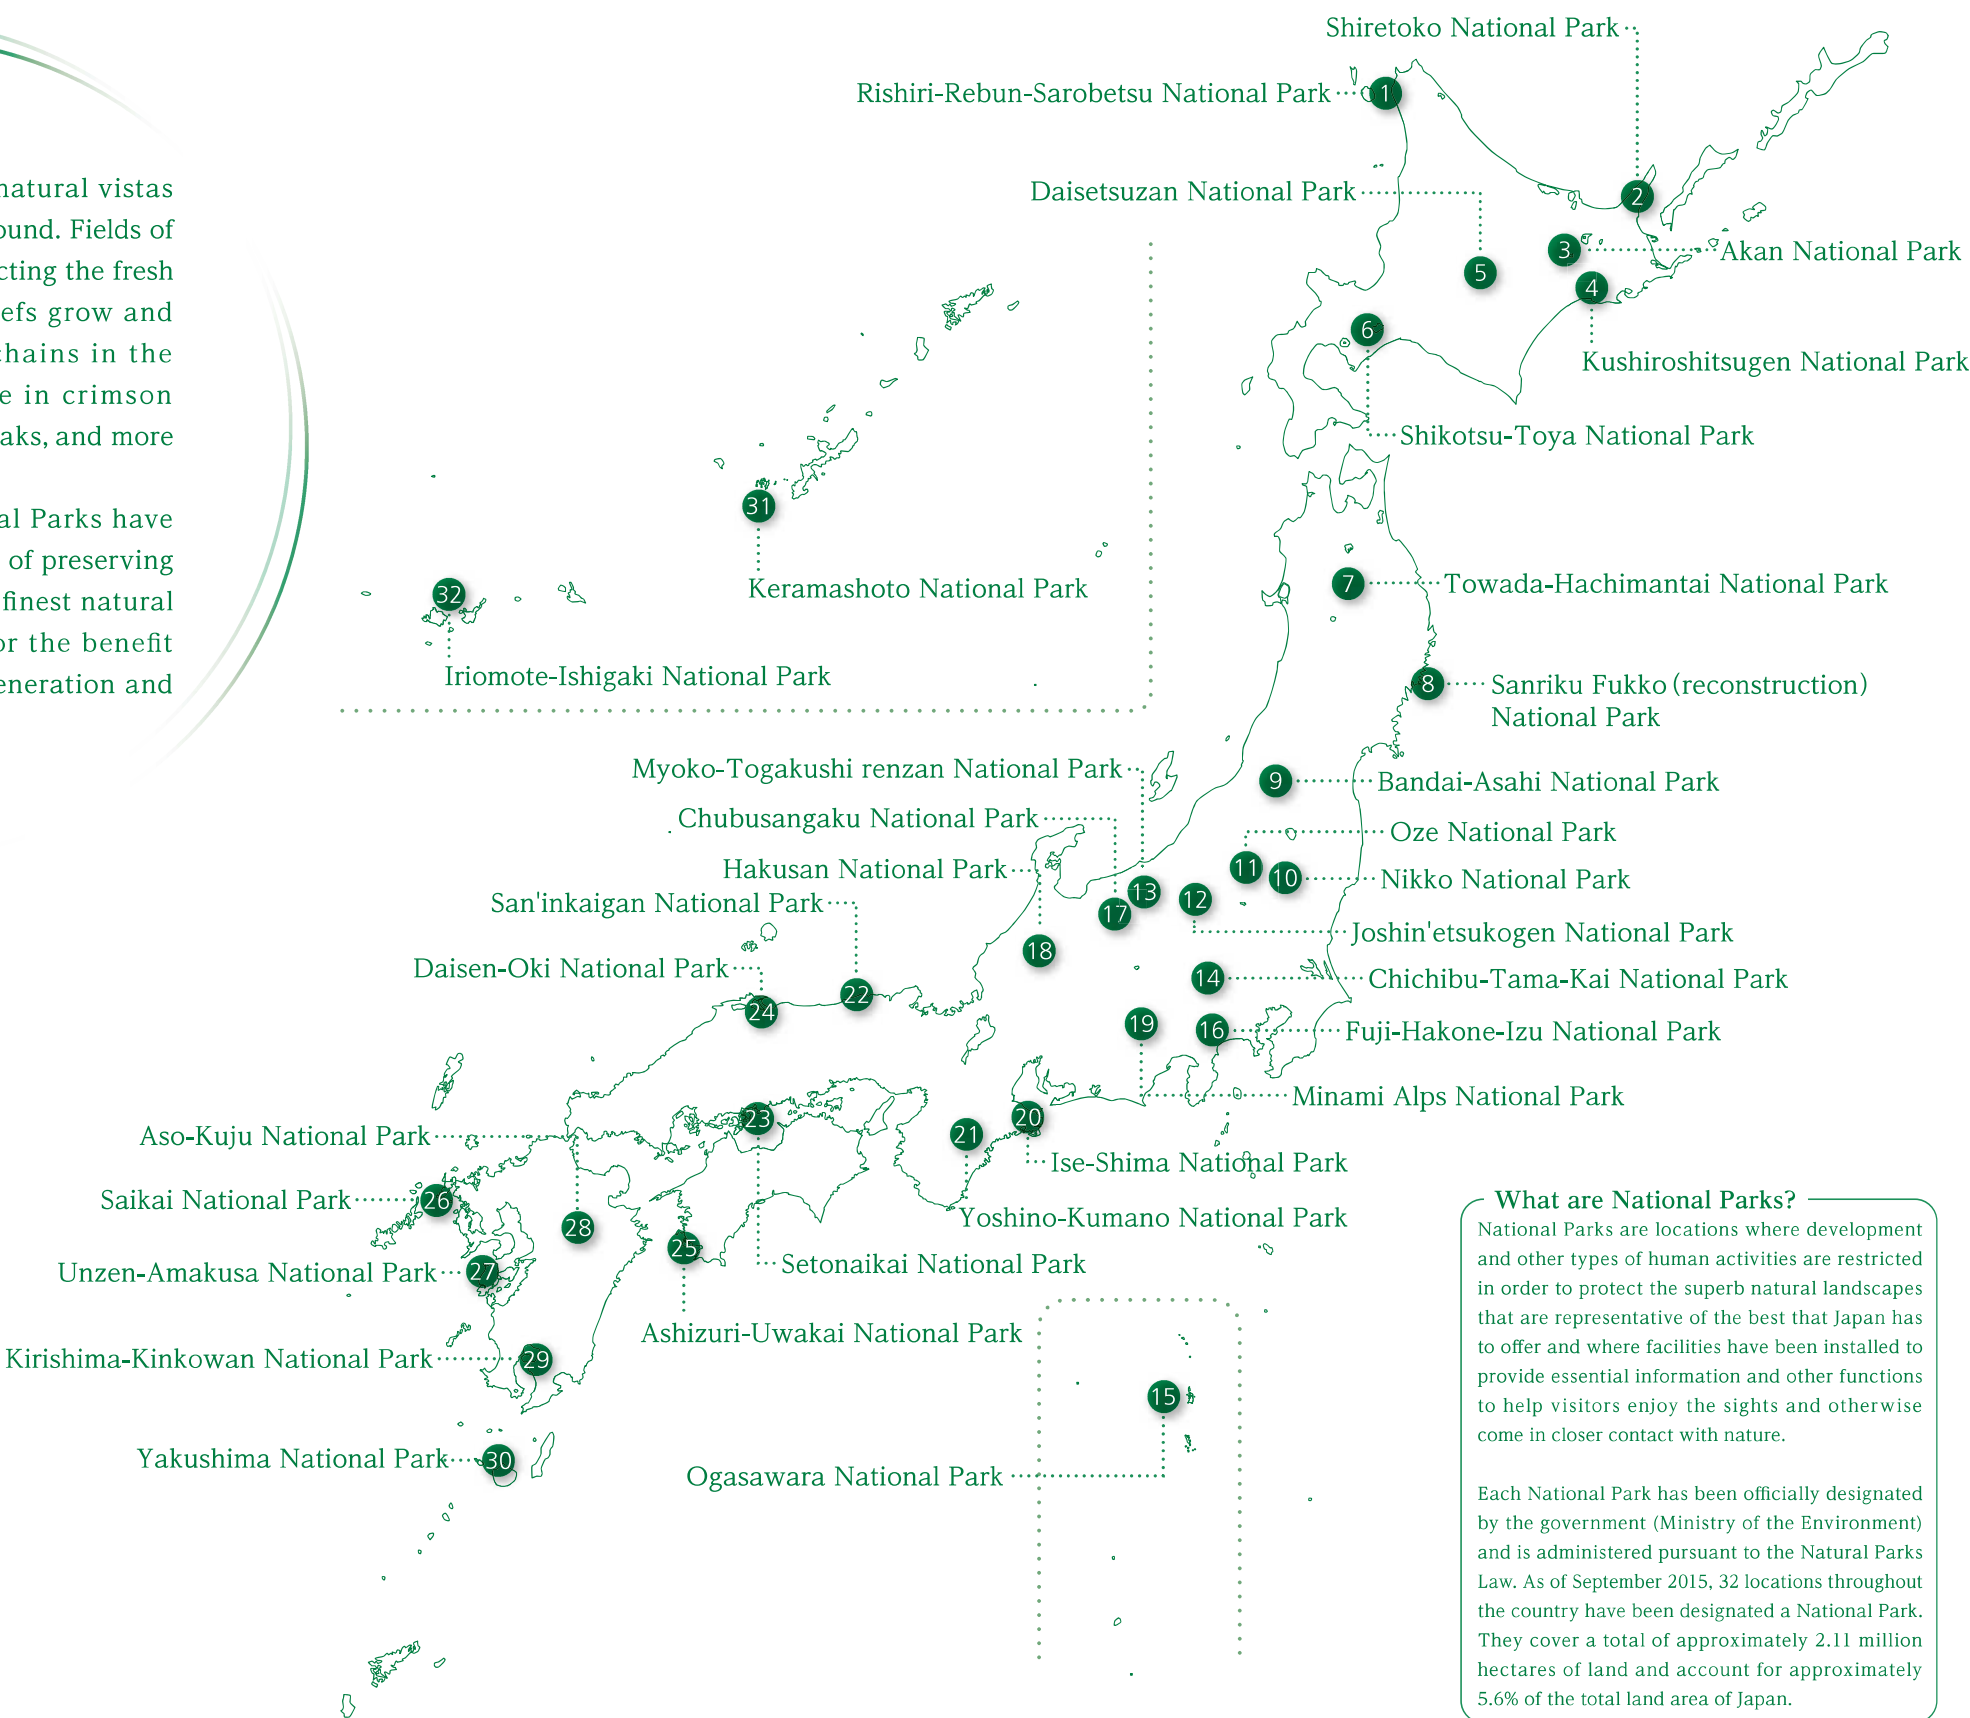 natural vistas
ound. Fields of
cting the fresh
efs grow and
chains in the
e in crimson
aks, and more
al Parks have
of preserving
finest natural
or the benefit
eneration and
Shiretoko National Park
Rishiri-Rebun-Sarobetsu National Park
1
Daisetsuzan National Park
2
3
Akan National Park
5
4
6
Kushiroshitsugen National Park
Shikotsu-Toya National Park
31
Keramashoto National Park
32
Iriomote-Ishigaki National Park
7
Towada-Hachimantai National Park
8
Sanriku Fukko (reconstruction)
National Park
Myoko-Togakushi renzan National Park
9
Bandai-Asahi National Park
Chubusangaku National Park
Oze National Park
Hakusan National Park
11
10
Nikko National Park
San'inkaigan National Park
13
12
17
Joshin'etsukogen National Park
18
Daisen-Oki National Park
14
Chichibu-Tama-Kai National Park
22
24
19
16
Fuji-Hakone-Izu National Park
Minami Alps National Park
23
20
21
Aso-Kuju National Park
Ise-Shima National Park
Saikai National Park
26
28
Yoshino-Kumano National Park
25
Setonaikai National Park
Unzen-Amakusa National Park
27
Ashizuri-Uwakai National Park
Kirishima-Kinkowan National Park
29
15
Yakushima National Park
30
Ogasawara National Park
What are National Parks?
National Parks are locations where development
and other types of human activities are restricted
in order to protect the superb natural landscapes
that are representative of the best that Japan has
to offer and where facilities have been installed to
provide essential information and other functions
to help visitors enjoy the sights and otherwise
come in closer contact with nature.
Each National Park has been officially designated
by the government (Ministry of the Environment)
and is administered pursuant to the Natural Parks
Law. As of September 2015, 32 locations throughout
the country have been designated a National Park.
They cover a total of approximately 2.11 million
hectares of land and account for approximately
5.6% of the total land area of Japan.